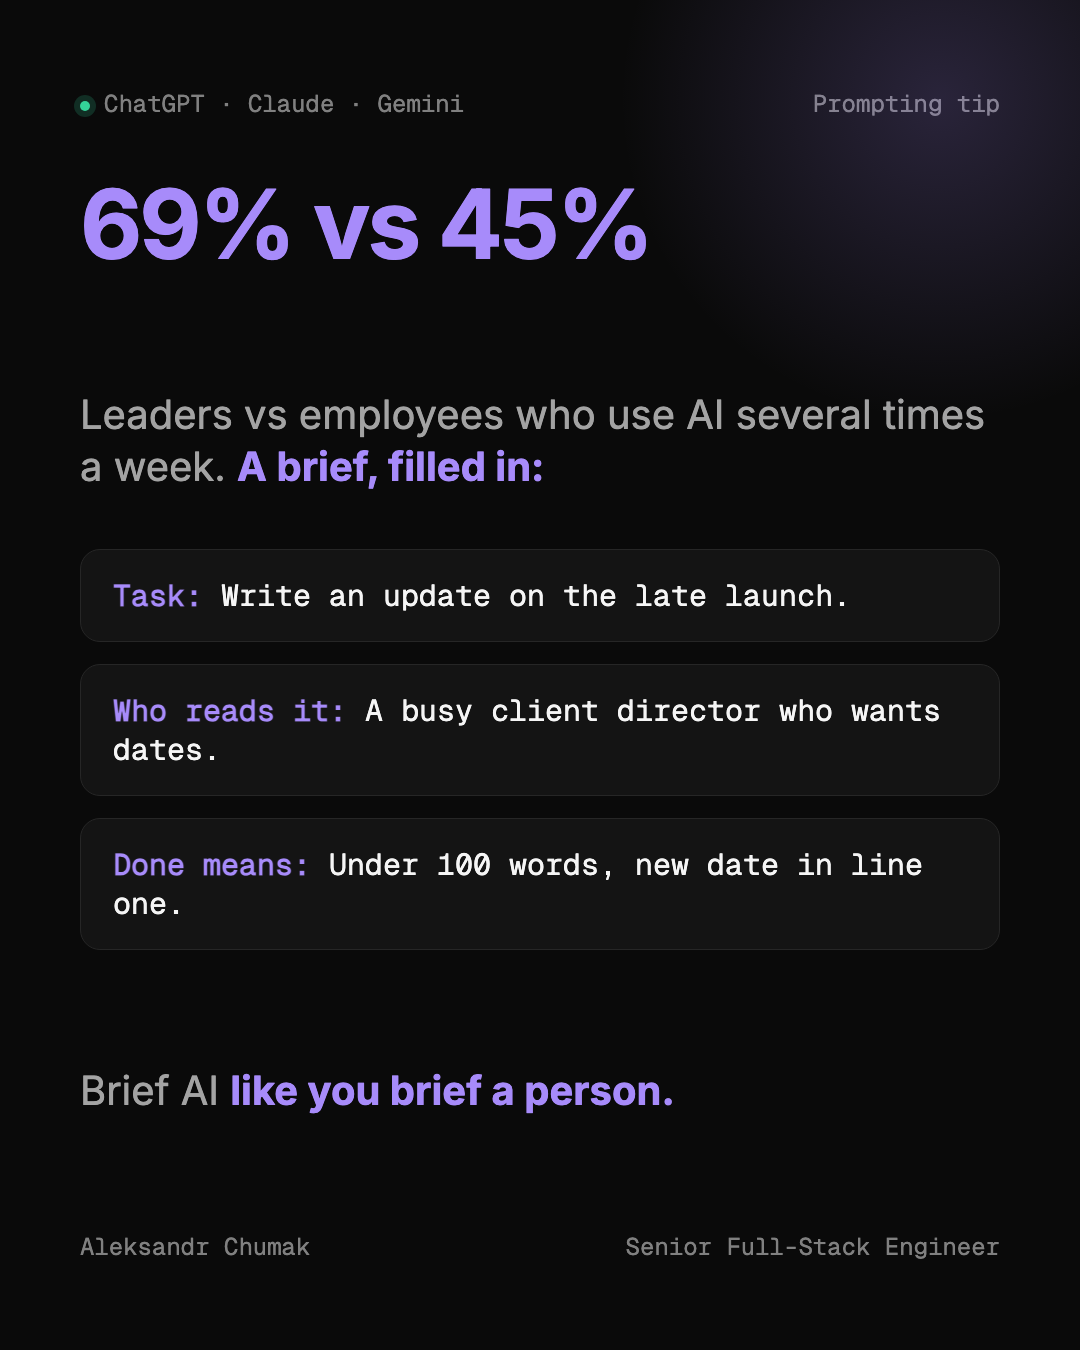 ChatGPT · Claude · Gemini
Prompting tip
69% vs 45%
Leaders vs employees who use AI several times
a week. A brief, filled in:
Task: Write an update on the late launch.
Who reads it: A busy client director who wants
dates.
Done means: Under 100 words, new date in line
one.
Brief AI like you brief a person.
Aleksandr Chumak
Senior Full-Stack Engineer